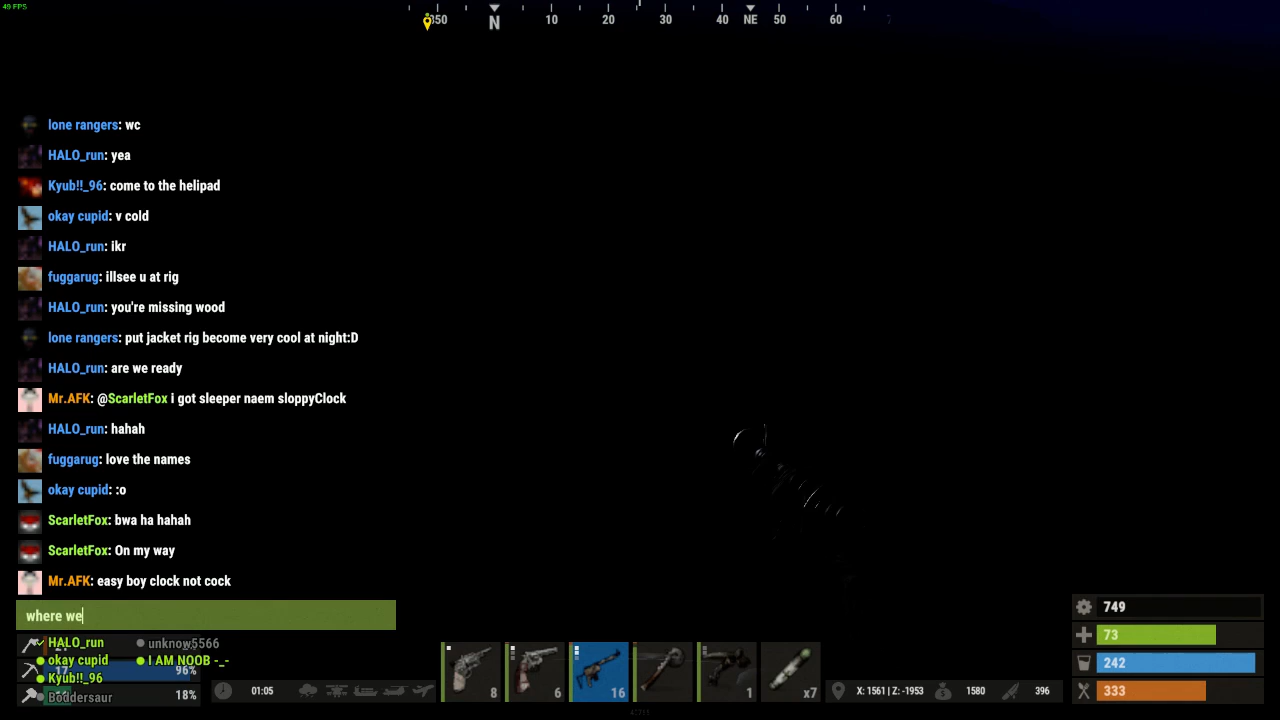 49 FPS
350 N 10 20 30 40 NE 50 60
lone rangers: wc
HALO_run: yea
Kyub!!_96: come to the helipad
okay cupid: v cold
HALO_run: ikr
fuggarug: illsee u at rig
HALO_run: you're missing wood
lone rangers: put jacket rig become very cool at night:D
HALO_run: are we ready
Mr.AFK: @ScarletFox i got sleeper naem sloppyClock
HALO_run: hahah
fuggarug: love the names
okay cupid: :o
ScarletFox: bwa ha hahah
ScarletFox: On my way
Mr.AFK: easy boy clock not cock
where we
749
HALO_run unknow5566
73
okay cupid I AM NOOB -_-
242
Kyub!!_96 17 96%
Boddersaur 18%
01:05
8 6 16 1 x7
X: 1561 | Z: -1953 1580 396
333